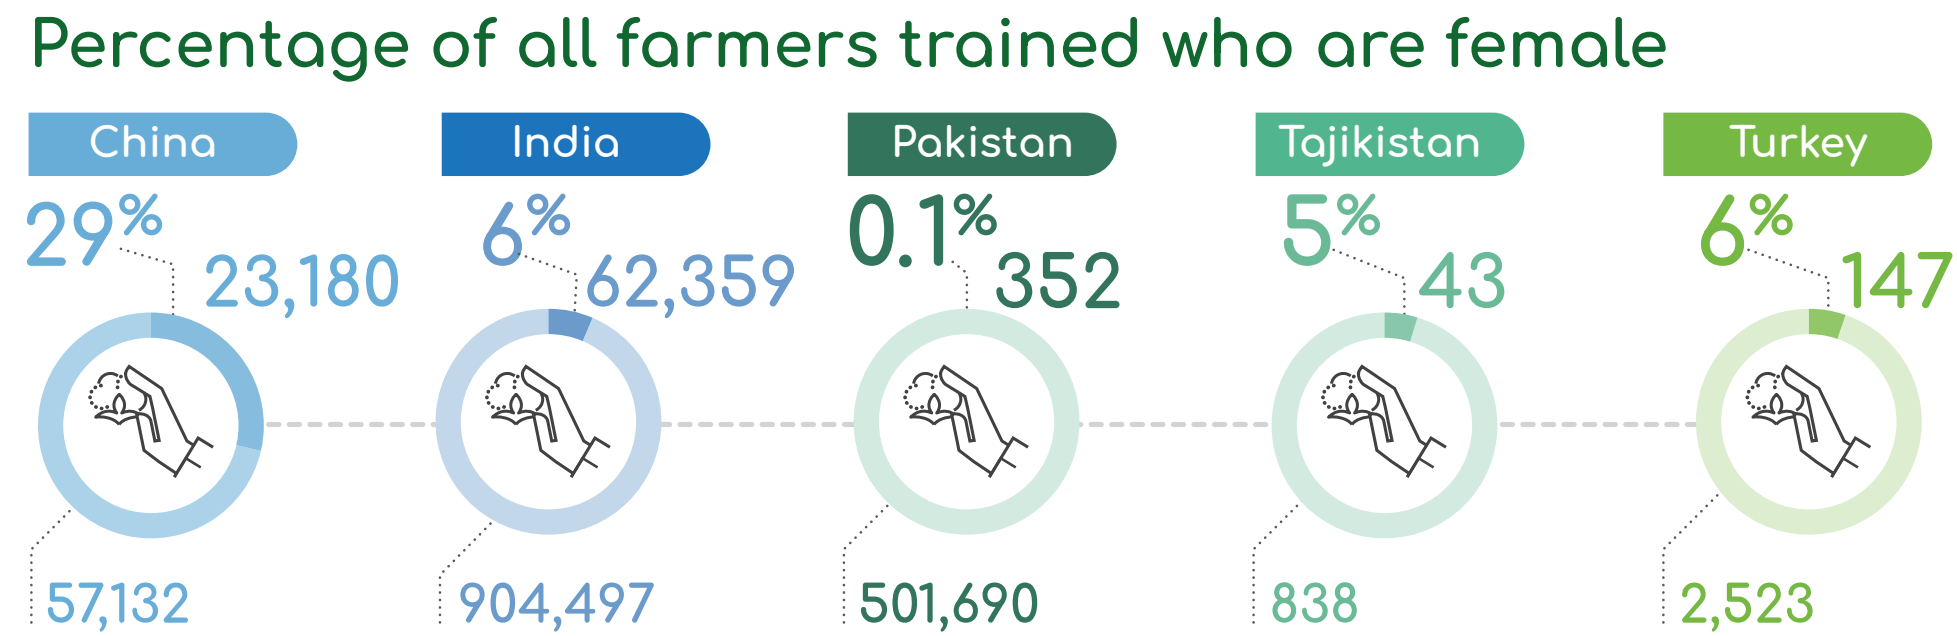 Percentage of all farmers trained who are female
China
29%
23,180
57,132
India
6%
62,359
904,497
Pakistan
0.1%
352
501,690
Tajikistan
5%
43
838
Turkey
6%
147
2,523